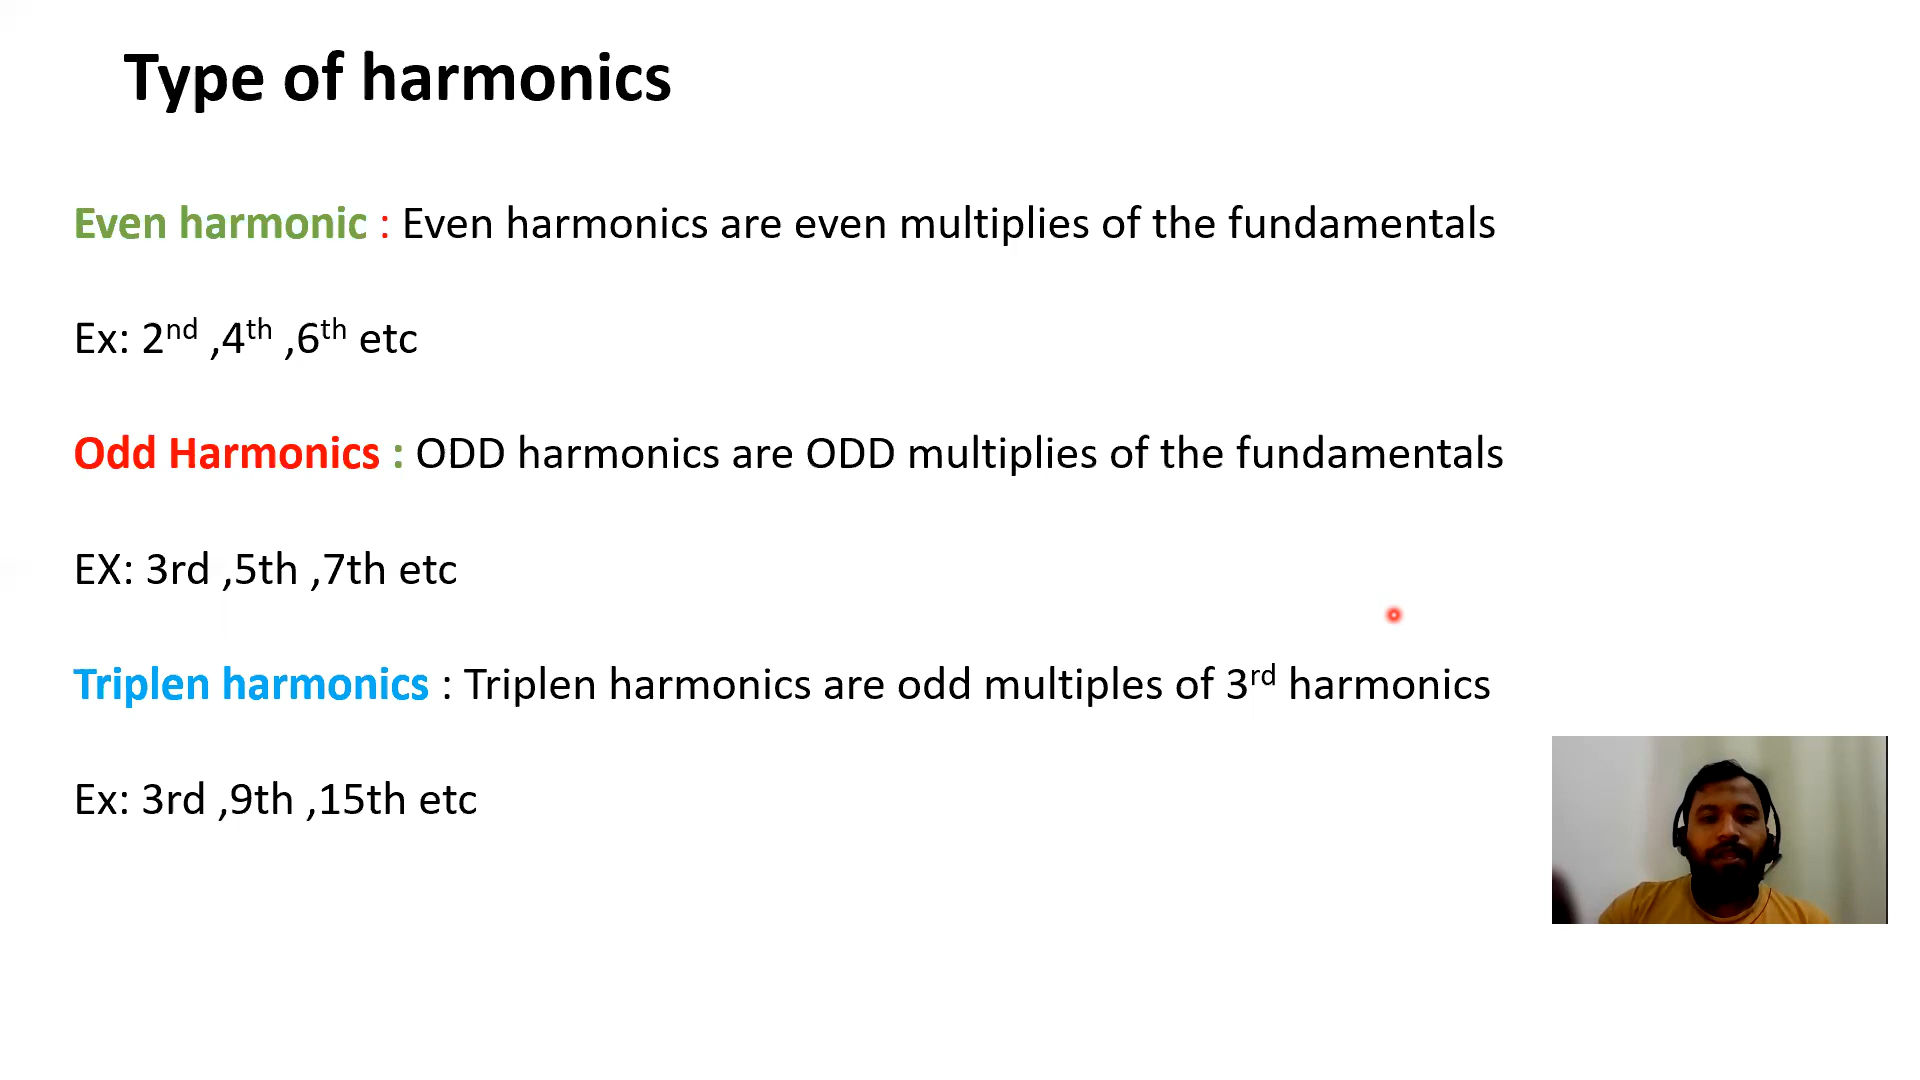 Type of harmonics
Even harmonic : Even harmonics are even multiplies of the fundamentals
Ex: 2nd ,4th ,6th etc
Odd Harmonics : ODD harmonics are ODD multiplies of the fundamentals
EX: 3rd ,5th ,7th etc
Triplen harmonics : Triplen harmonics are odd multiples of 3rd harmonics
Ex: 3rd ,9th ,15th etc